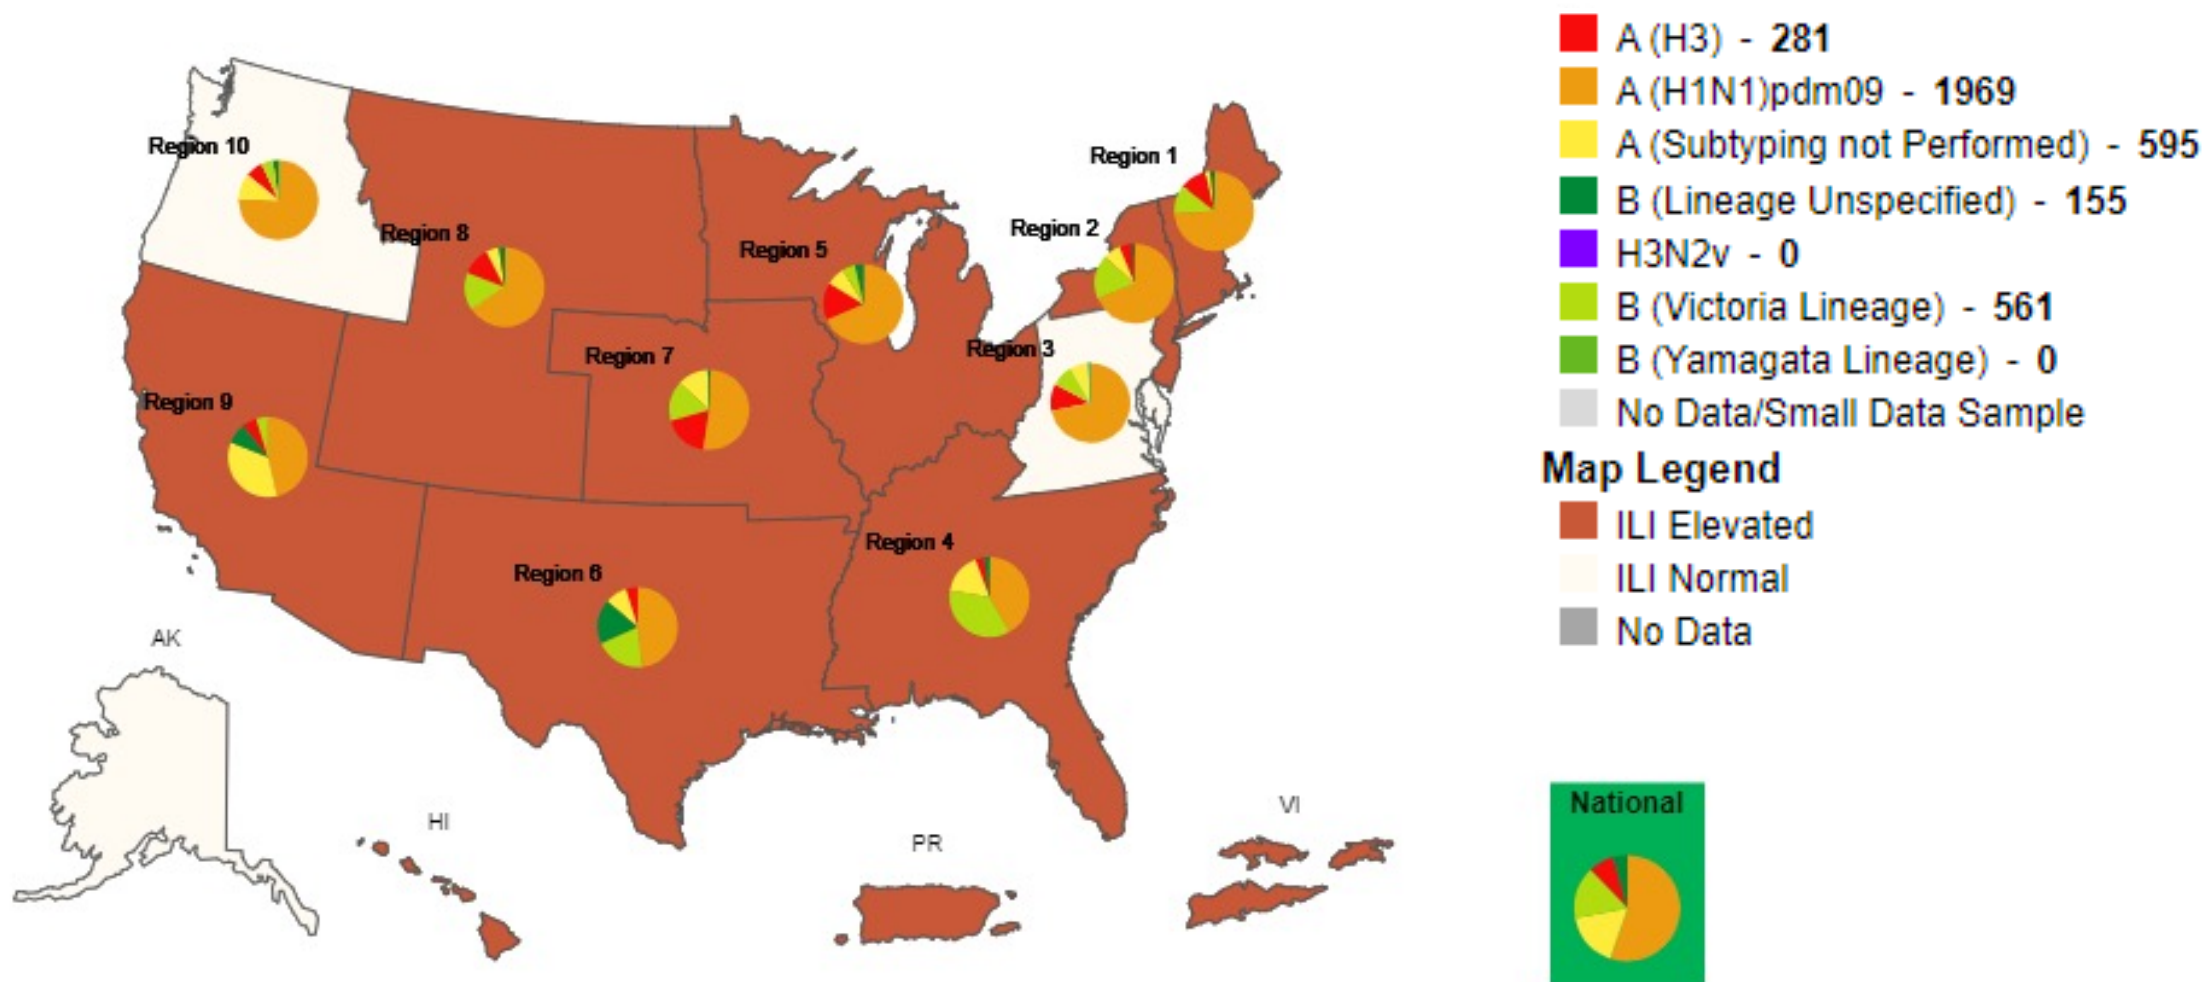 A (H3) - 281
A (H1N1)pdm09 - 1969
A (Subtyping not Performed) - 595
B (Lineage Unspecified) - 155
H3N2v - 0
B (Victoria Lineage) - 561
B (Yamagata Lineage) - 0
No Data/Small Data Sample
Map Legend
ILI Elevated
ILI Normal
No Data
Region 10
Region 1
Region 2
Region 8
Region 5
Region 3
Region 7
Region 9
Region 4
Region 6
AK
HI
PR
VI
National